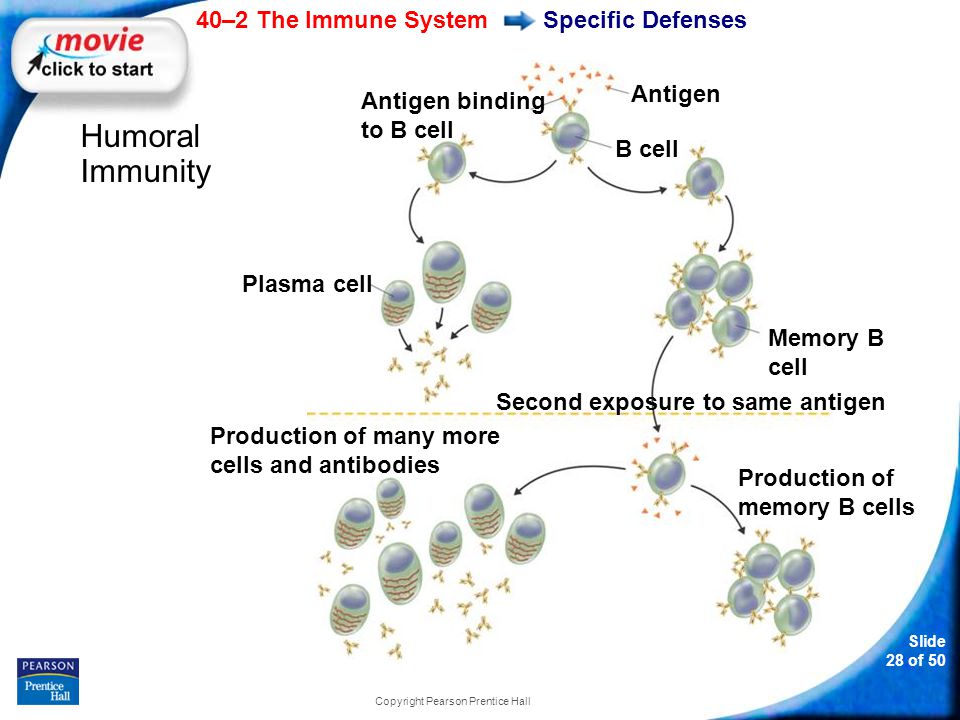 40–2 The Immune System Specific Defenses
movie
click to start
Humoral
Immunity
Antigen binding
to B cell
Antigen
B cell
Plasma cell
Memory B
cell
Second exposure to same antigen
Production of many more
cells and antibodies
Production of
memory B cells
Slide
28 of 50
PEARSON
Prentice
Hall
Copyright Pearson Prentice Hall